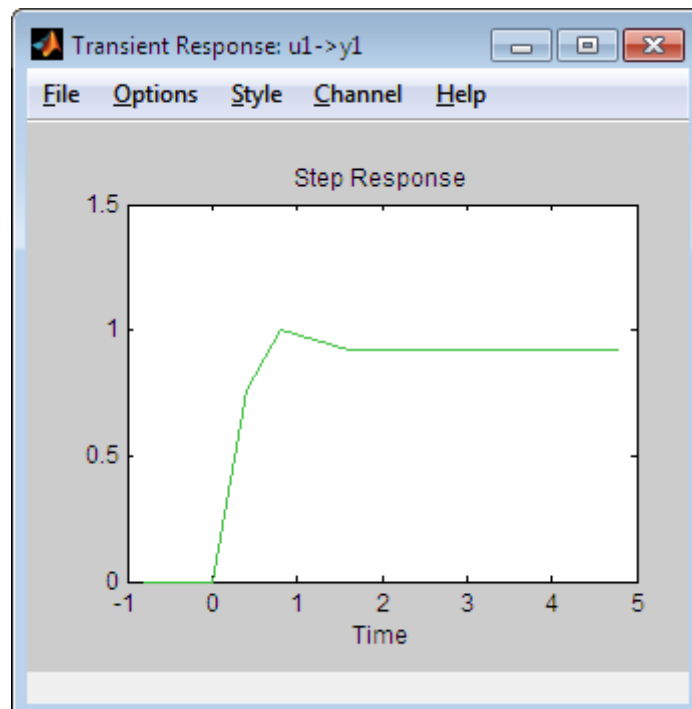 Transient Response: u1->y1
File Options Style Channel Help
Step Response
1.5
1
0.5
0
-1 0 1 2 3 4 5
Time